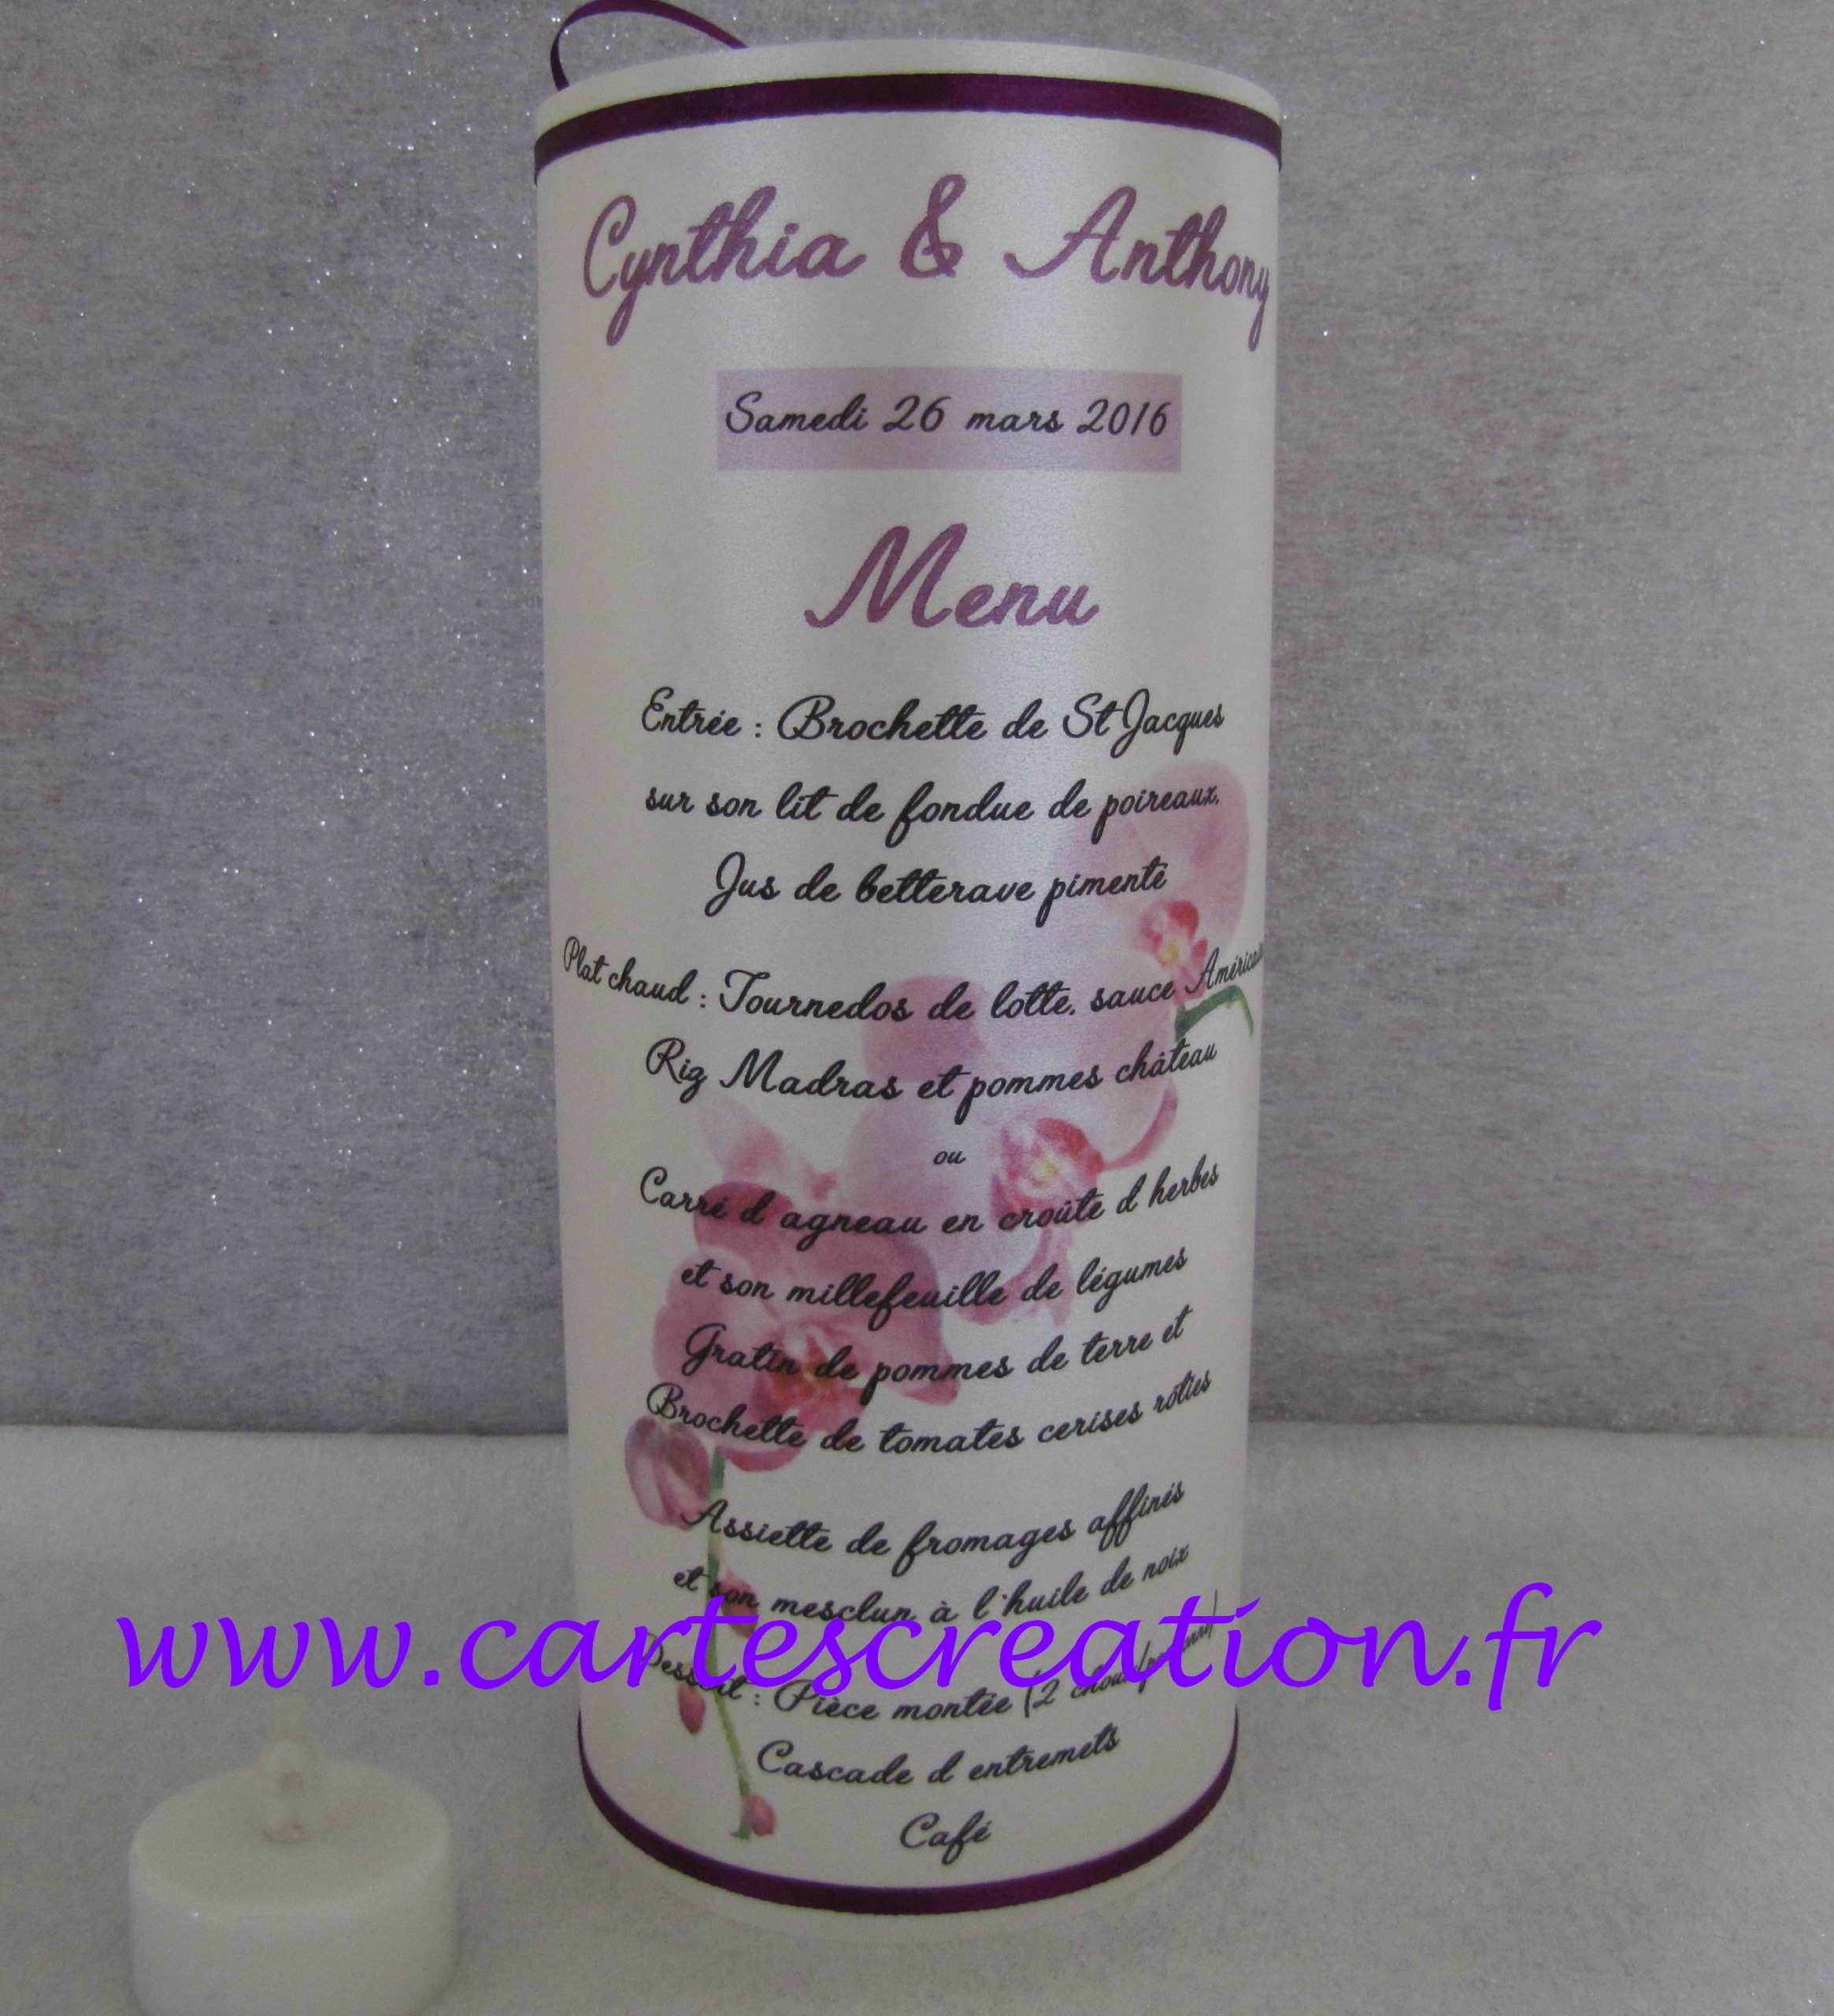 Cynthia & Anthony
Samedi 26 mars 2016
Menu
Entrée : Brochette de St Jacques
sur son lit de fondue de poireaux,
Jus de betterave pimenté
Plat chaud : Tournedos de lotte, sauce
Riz Madras et pommes château
ou
Carré d agneau en croûte d herbes
et son millefeuille de légumes
Gratin de pommes de terre et
Brochette de tomates cerises rôties
Assiette de fromages affinés
et son mesclun à l'huile de noix
www.cartescreation.fr
Dessert : Pièce montée (2 choux/
Cascade d entremets
Café